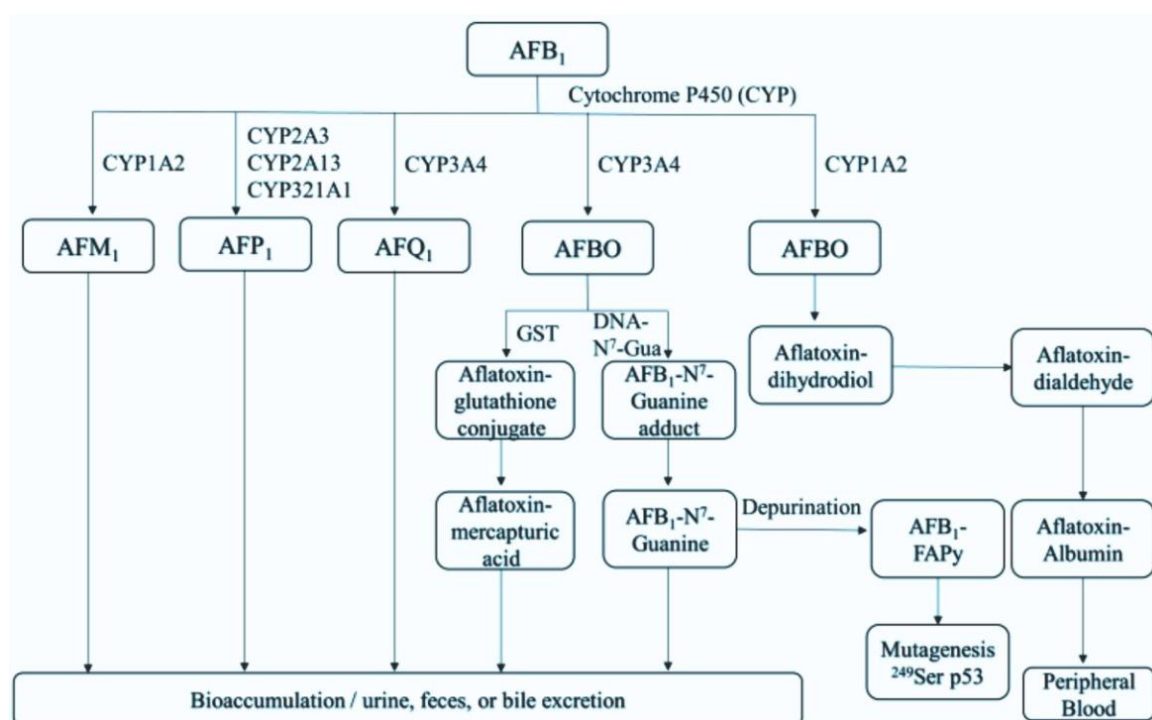 AFB₁
Cytochrome P450 (CYP)
CYP1A2
CYP2A3
CYP2A13
CYP321A1
CYP3A4
CYP3A4
CYP1A2
AFM₁
AFP₁
AFQ₁
AFBO
AFBO
GST
DNA-
N⁷-Gua
Aflatoxin-
dihydrodiol
Aflatoxin-
dialdehyde
Aflatoxin-
glutathione
conjugate
AFB₁-N⁷-
Guanine
adduct
Aflatoxin-
mercapturic
acid
AFB₁-N⁷-
Guanine
Depurination
AFB₁-
FAPy
Aflatoxin-
Albumin
Mutagenesis
²⁴⁹Ser p53
Peripheral
Blood
Bioaccumulation / urine, feces, or bile excretion